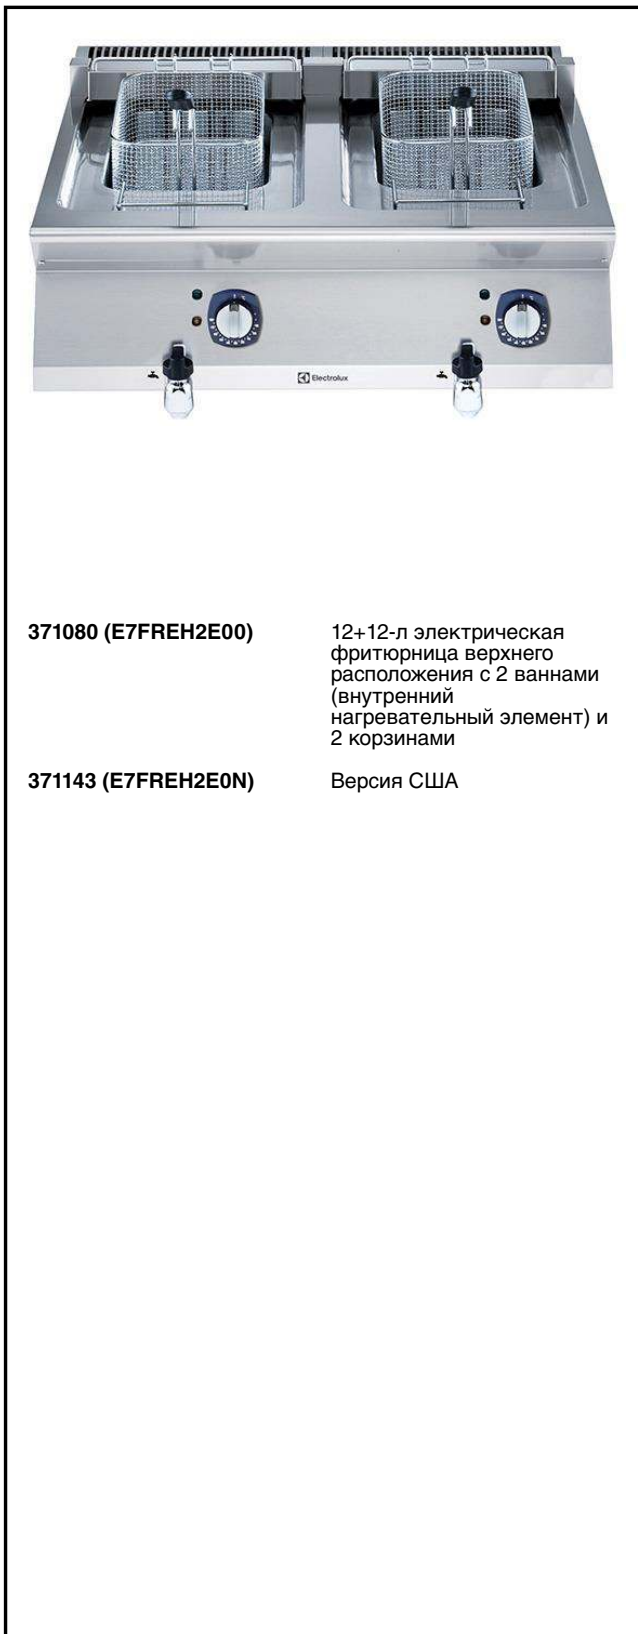 Electrolux
371080 (E7FREH2E00)
12+12-л электрическая
фритюрница верхнего
расположения с 2 ваннами
(внутренний
нагревательный элемент) и
2 корзинами
371143 (E7FREH2E0N)
Версия США